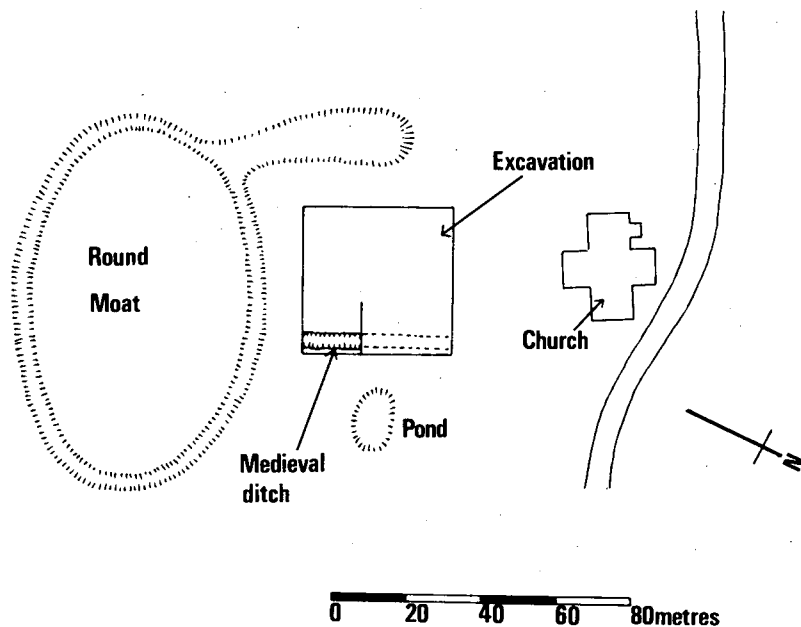 Excavation
Round
Moat
Church
Pond
Medieval
ditch
N
0 20 40 60 80metres